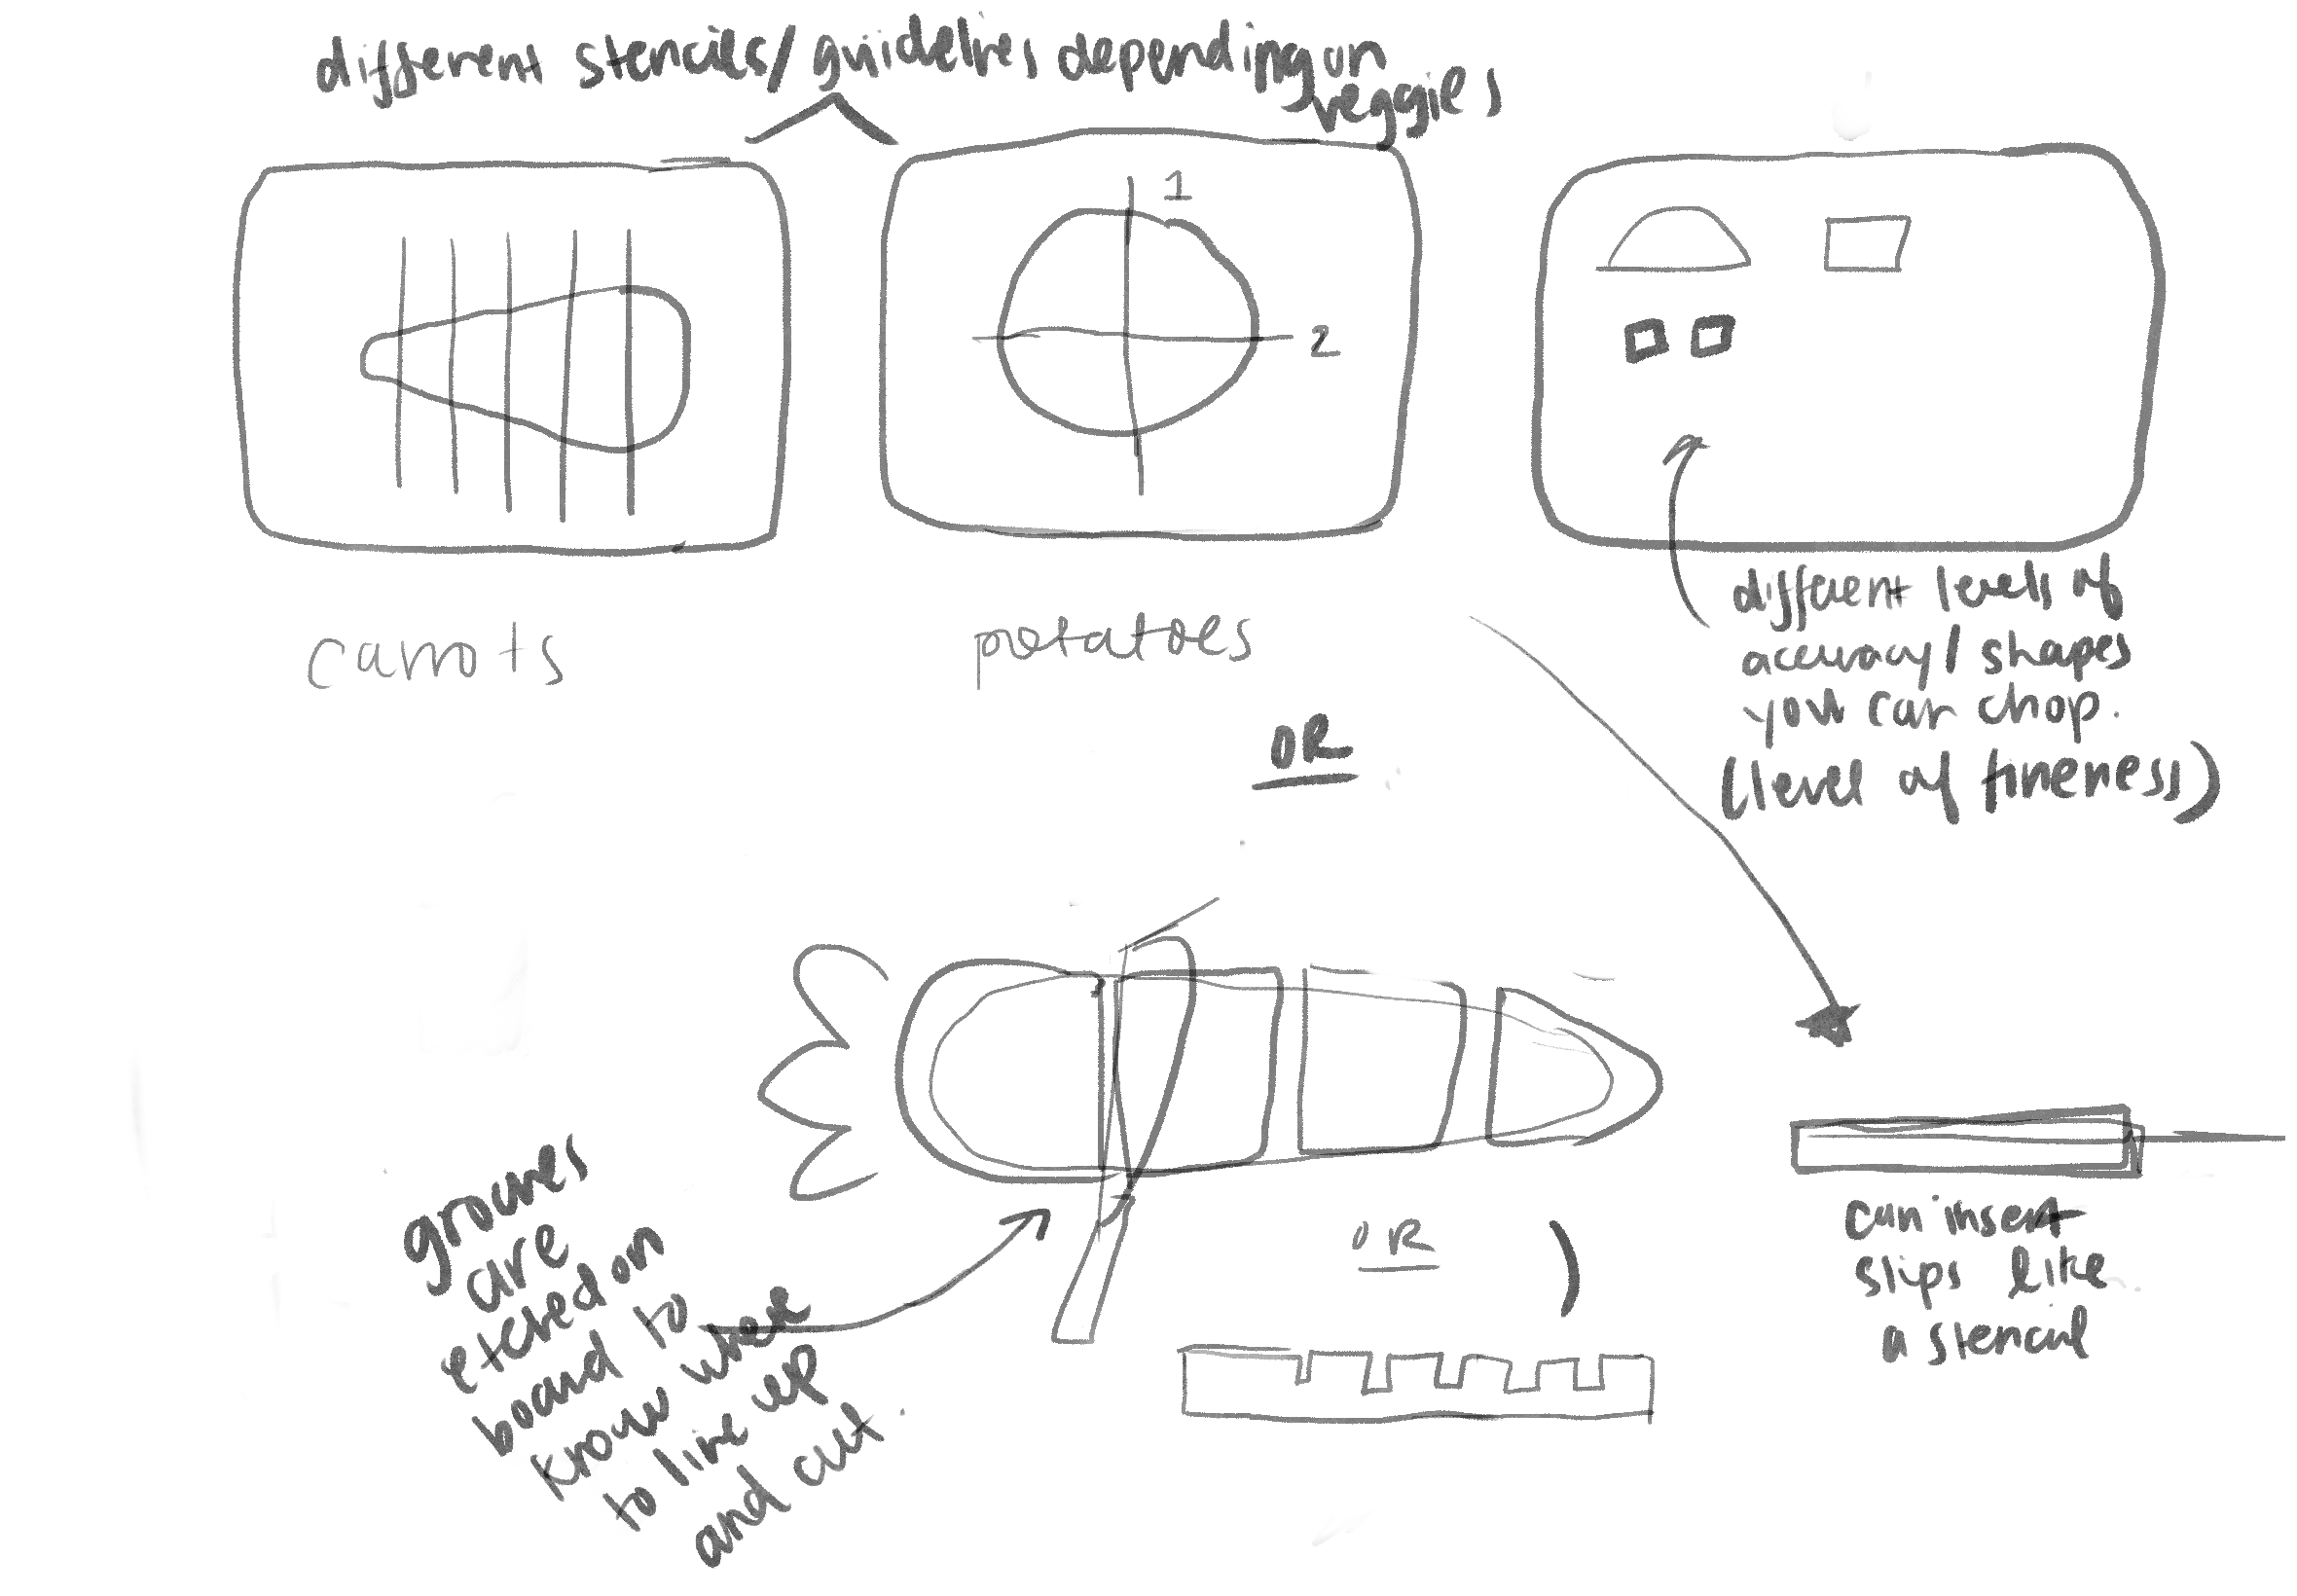 different stencils/guidelines depending on
veggies
1
2
carrots
potatoes
different levels of
accuracy/shapes
you can chop.
(level of fineness)
OR
grooves
are
etched on
board to
know where
to line up
and cut.
OR
can insert
slips like
a stencil